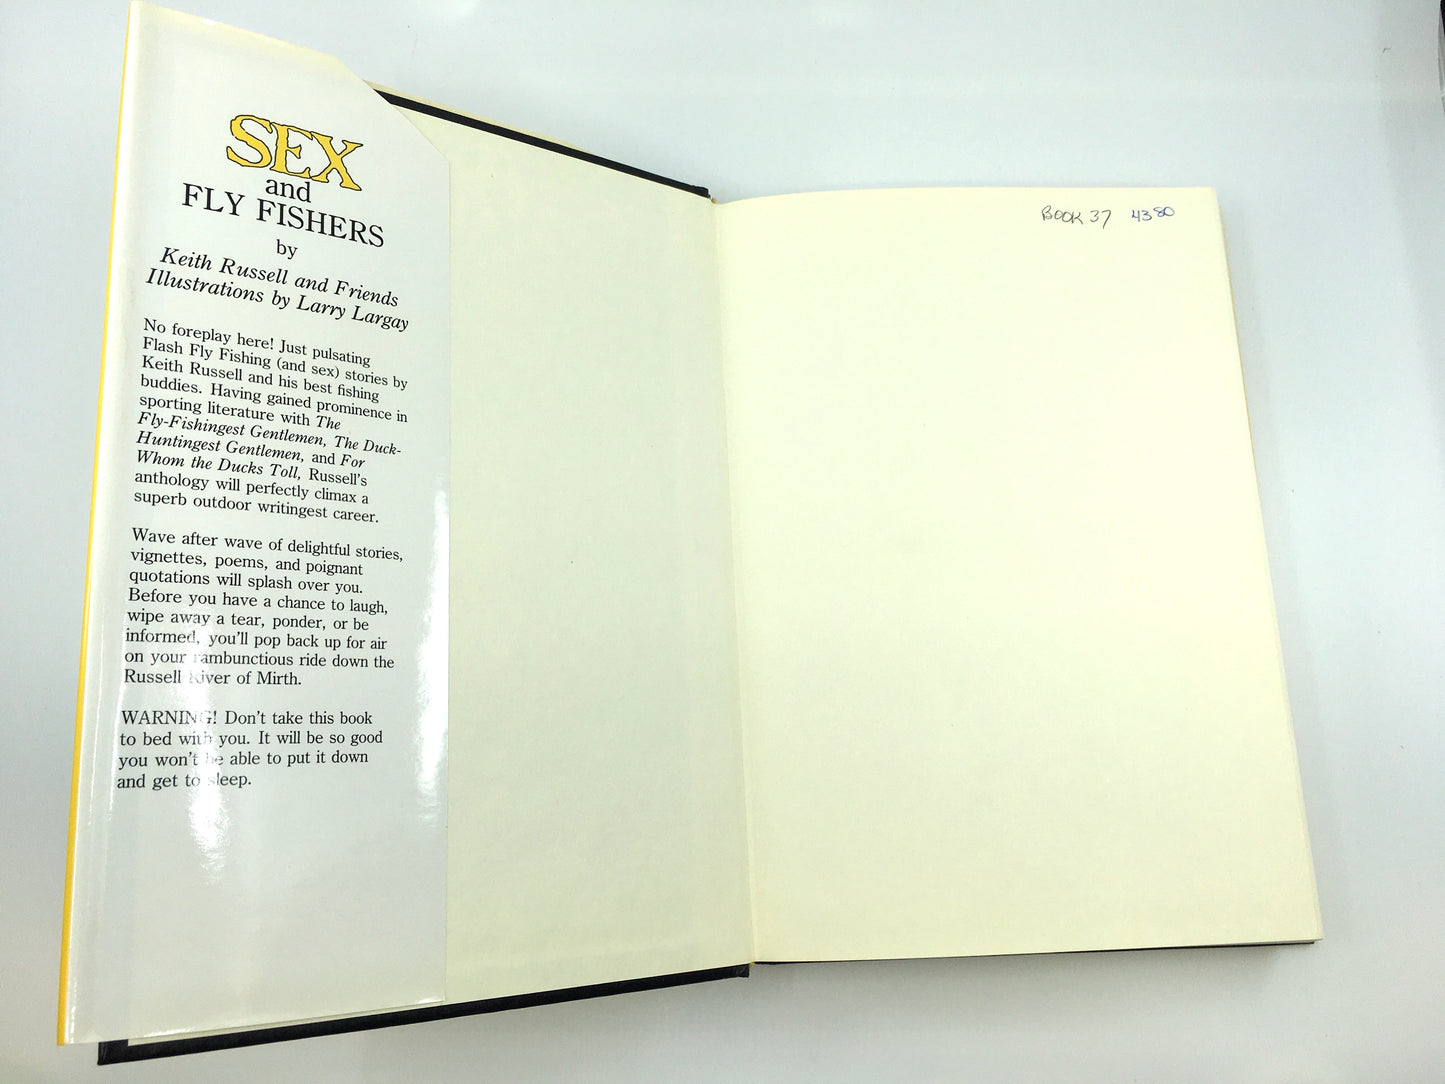 SEX
and
FLY FISHERS
by
Keith Russell and Friends
Illustrations by Larry Largay
No foreplay here! Just pulsating
Flash Fly Fishing (and sex) stories by
Keith Russell and his best fishing
buddies. Having gained prominence in
sporting literature with The
Fly-Fishingest Gentlemen, The Duck-
Huntingest Gentlemen, and For
Whom the Ducks Toll, Russell's
anthology will perfectly climax a
superb outdoor writingest career.
Wave after wave of delightful stories,
vignettes, poems, and poignant
quotations will splash over you.
Before you have a chance to laugh,
wipe away a tear, ponder, or be
informed, you'll pop back up for air
on your rambunctious ride down the
Russell River of Mirth.
WARNING! Don't take this book
to bed with you. It will be so good
you won't be able to put it down
and get to sleep.
BOOK 37 4380